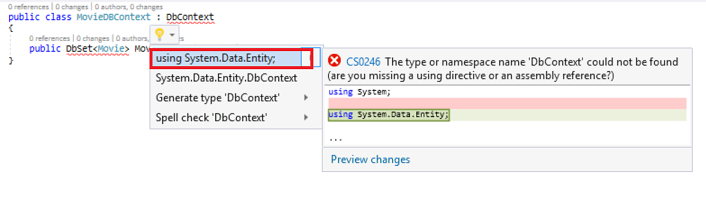 0 references | 0 changes | 0 authors, 0 changes
public class MovieDBContext : DbContext
{
0 references | 0 changes | 0 authors, 0 changes
public DbSet<Movie> Mov
}
using System.Data.Entity;
System.Data.Entity.DbContext
Generate type 'DbContext'
Spell check 'DbContext'
CS0246 The type or namespace name 'DbContext' could not be found
(are you missing a using directive or an assembly reference?)
using System;
using System.Data.Entity;
...
Preview changes